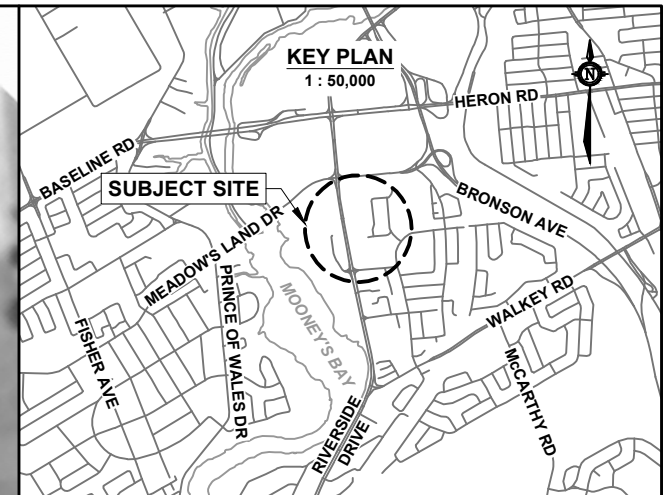 KEY PLAN
1 : 50,000
N
HERON RD
BASELINE RD
SUBJECT SITE
BRONSON AVE
MEADOW'S LAND DR
PRINCE OF WALES DR
MOONEY'S BAY
WALKEY RD
FISHER AVE
McCARTHY RD
RIVERSIDE
DRIVE